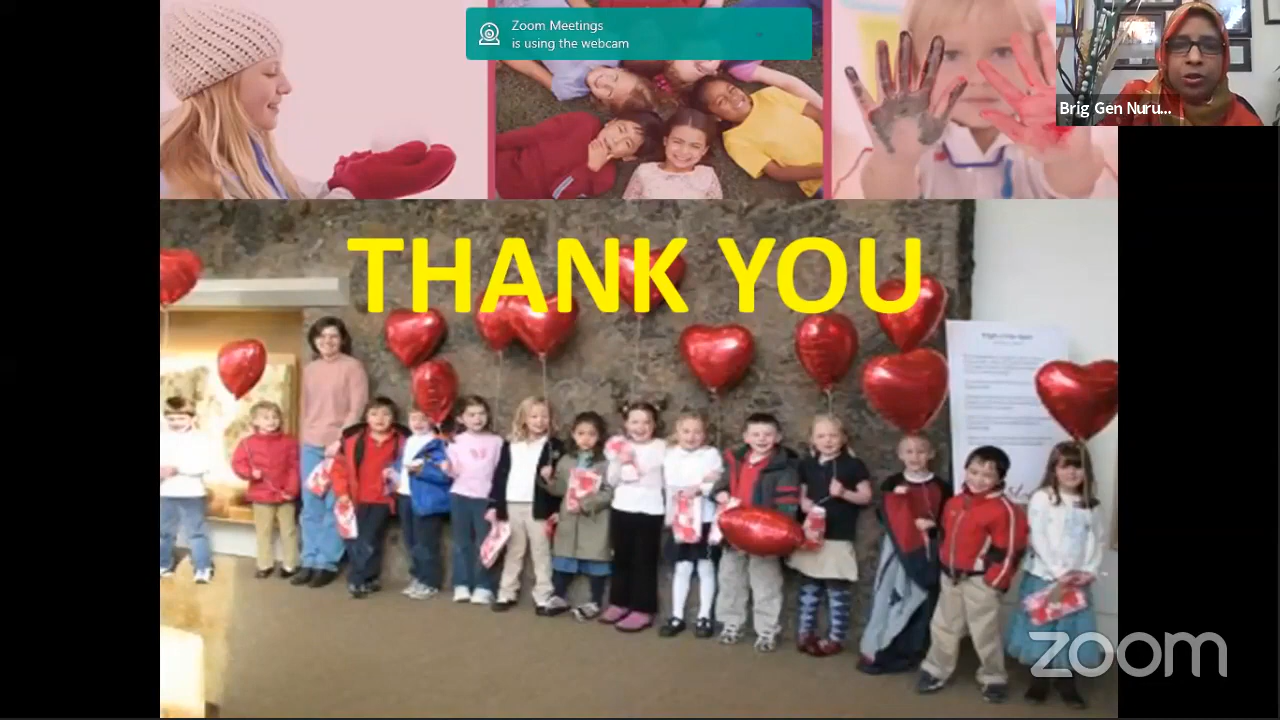 Zoom Meetings
is using the webcam
Brig Gen Nuru...
THANK YOU
zoom